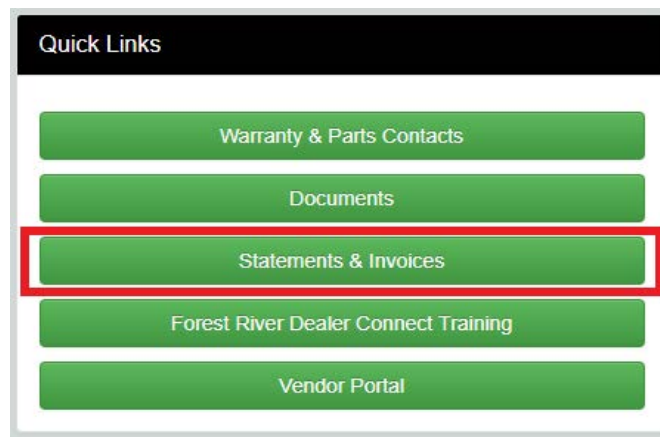 Quick Links
Warranty & Parts Contacts
Documents
Statements & Invoices
Forest River Dealer Connect Training
Vendor Portal